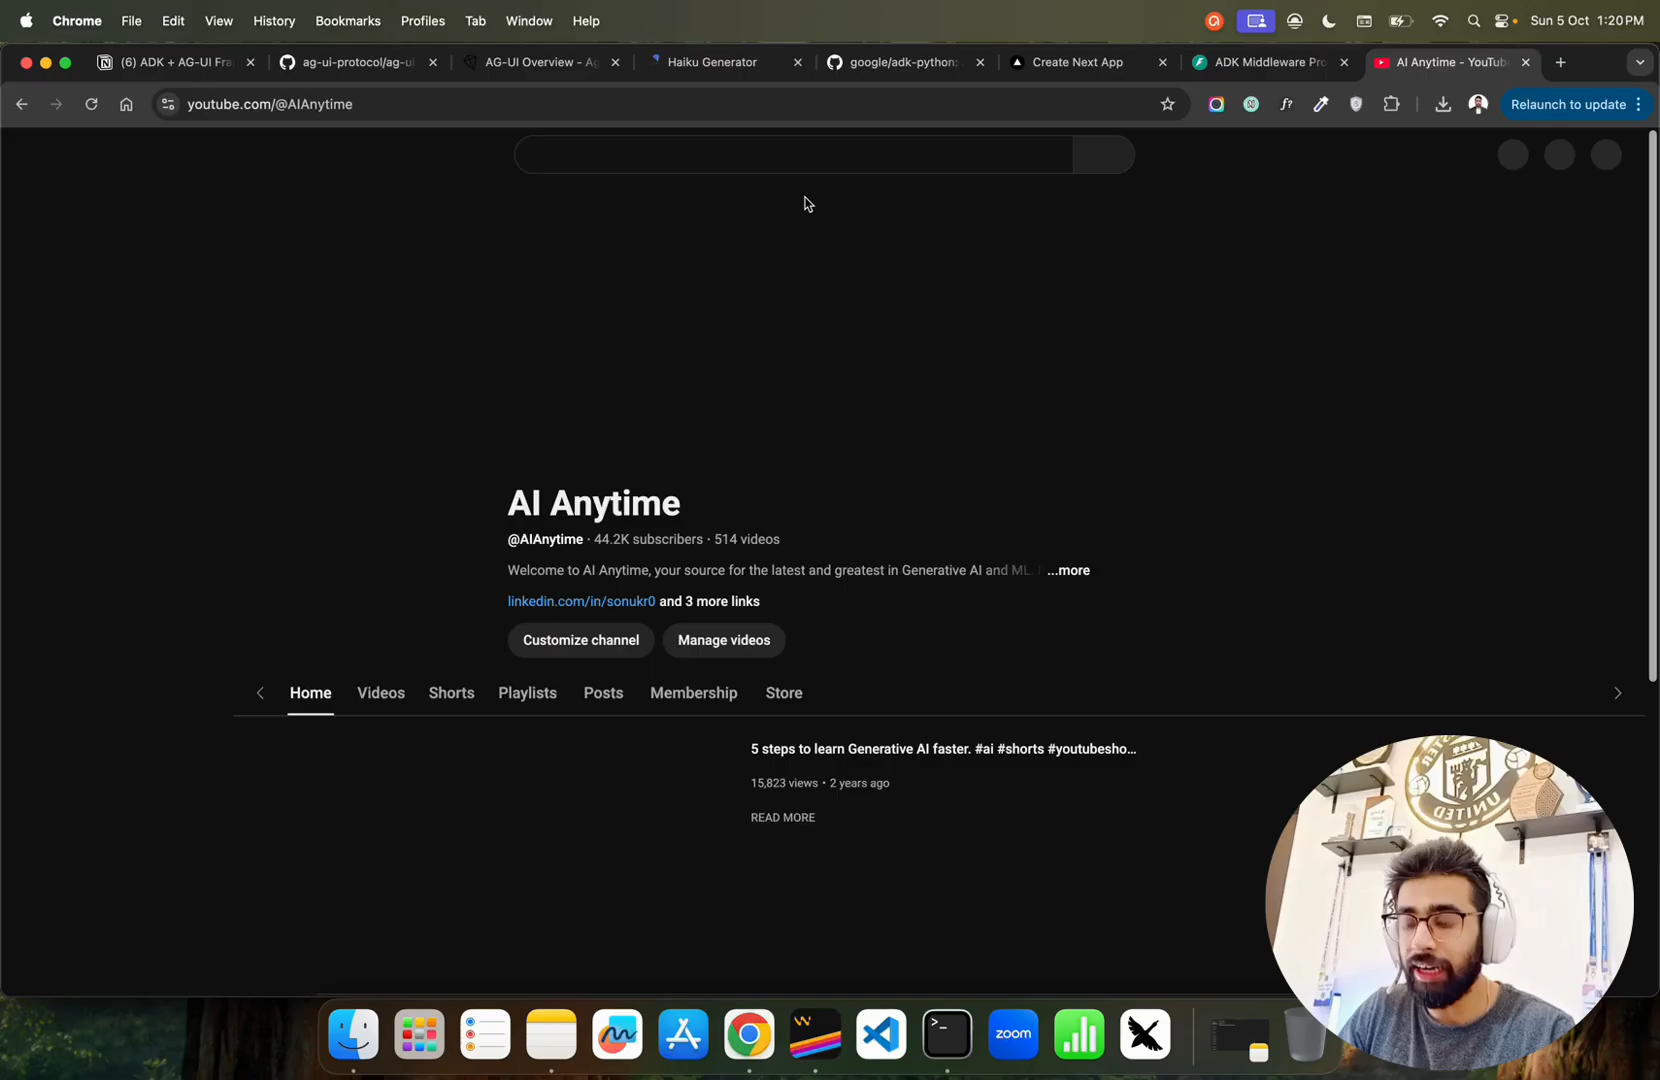 Chrome File Edit View History Bookmarks Profiles Tab Window Help Sun 5 Oct 1:20 PM
(6) ADK + AG-UI Fra ag-ui-protocol/ag-ui AG-UI Overview - Ag Haiku Generator google/adk-python: Create Next App ADK Middleware Pro AI Anytime - YouTube
youtube.com/@AIAnytime f? Relaunch to update
AI Anytime
@AIAnytime · 44.2K subscribers · 514 videos
Welcome to AI Anytime, your source for the latest and greatest in Generative AI and ML. ...more
linkedin.com/in/sonukr0 and 3 more links
Customize channel Manage videos
Home Videos Shorts Playlists Posts Membership Store
5 steps to learn Generative AI faster. #ai #shorts #youtubesho...
15,823 views · 2 years ago
READ MORE
UNITED
zoom